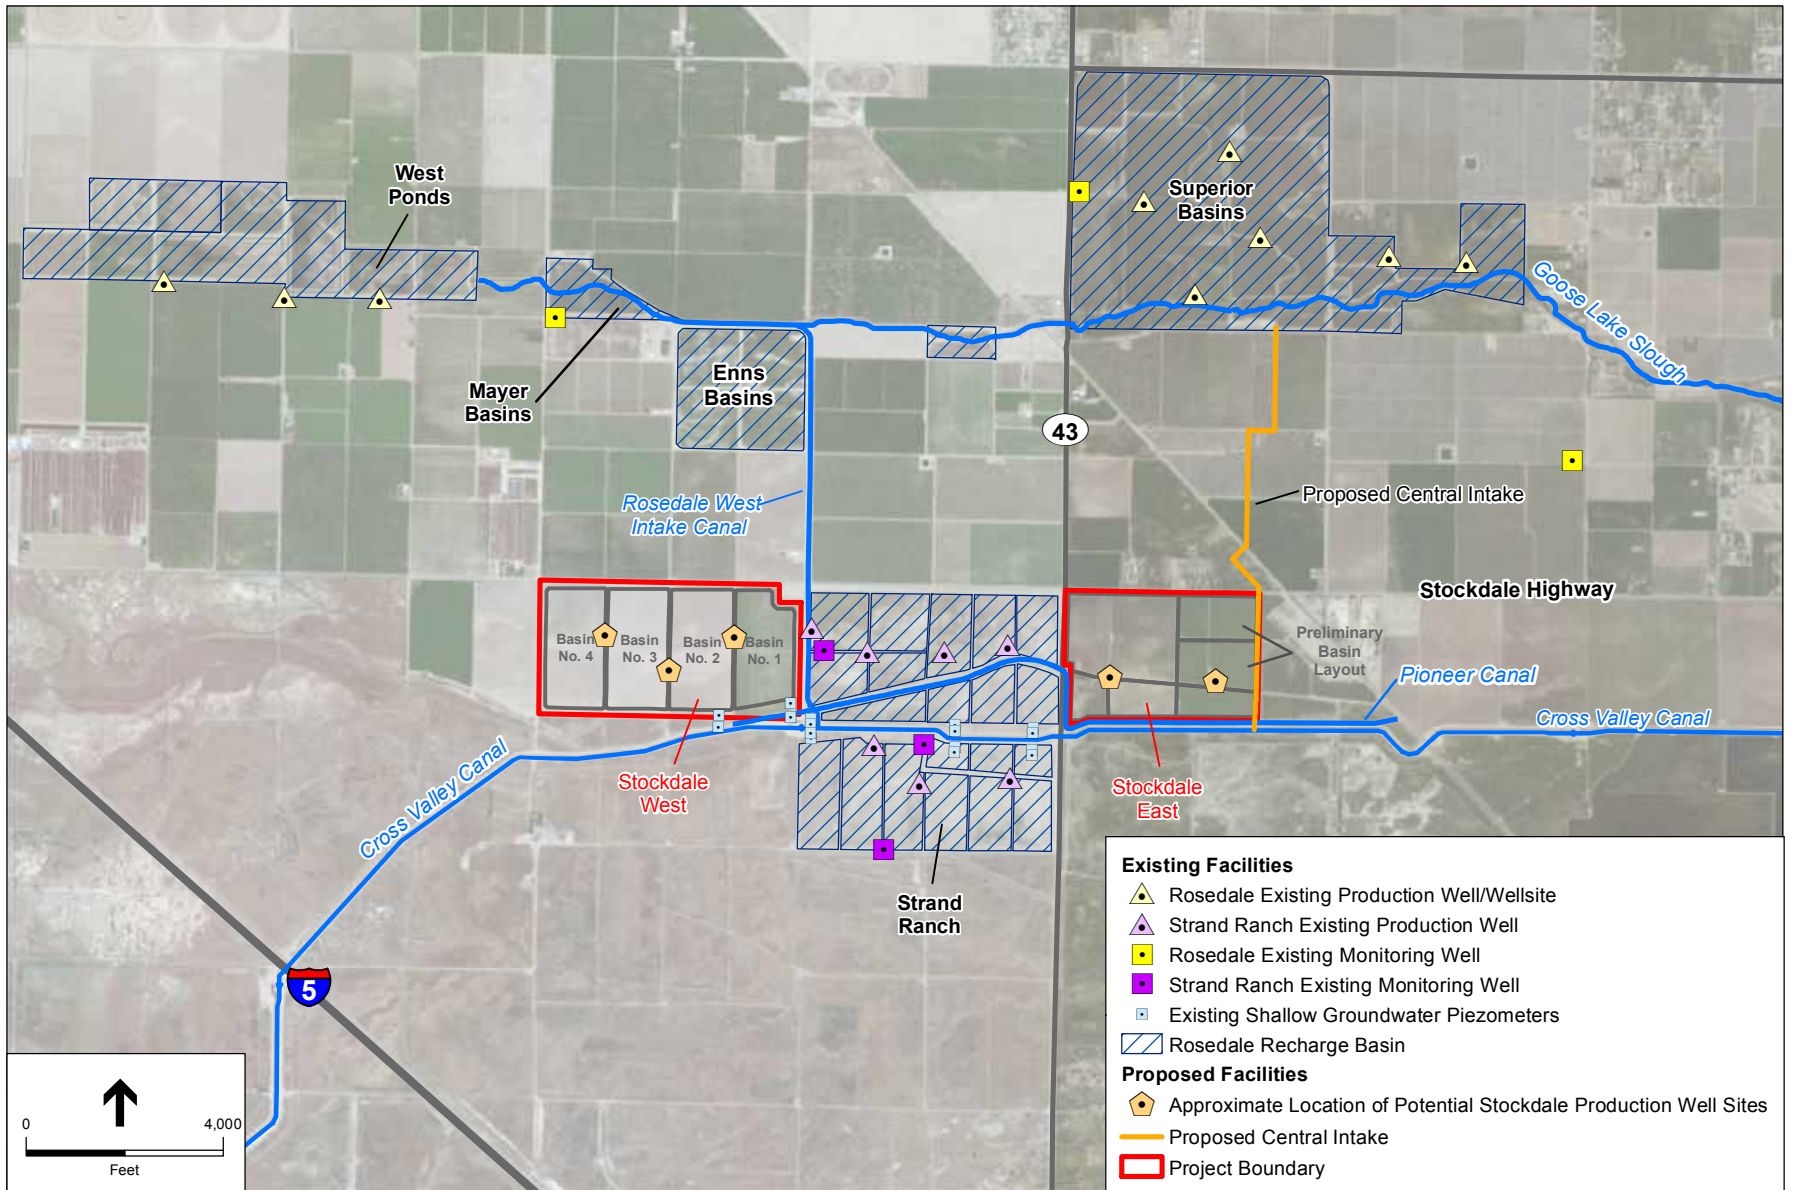 West
Ponds
Superior
Basins
Goose Lake Slough
Mayer
Basins
Enns
Basins
43
Rosedale West
Intake Canal
Proposed Central Intake
Stockdale Highway
Basin
No. 4
Basin
No. 3
Basin
No. 2
Basin
No. 1
Preliminary
Basin
Layout
Pioneer Canal
Cross Valley Canal
Cross Valley Canal
Stockdale
West
Stockdale
East
Strand
Ranch
5
0 4,000
Feet
Existing Facilities
Rosedale Existing Production Well/Wellsite
Strand Ranch Existing Production Well
Rosedale Existing Monitoring Well
Strand Ranch Existing Monitoring Well
Existing Shallow Groundwater Piezometers
Rosedale Recharge Basin
Proposed Facilities
Approximate Location of Potential Stockdale Production Well Sites
Proposed Central Intake
Project Boundary